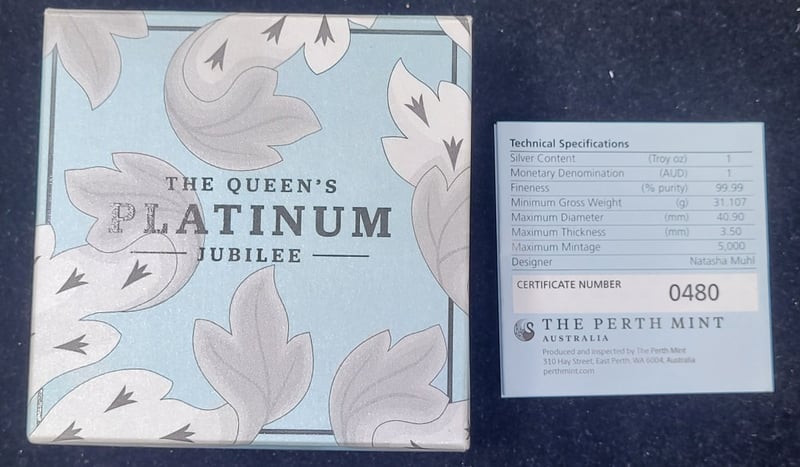 THE QUEEN'S
PLATINUM
JUBILEE
Technical Specifications
Silver Content (Troy oz) 1
Monetary Denomination (AUD) 1
Fineness (% purity) 99.99
Minimum Gross Weight (g) 31.107
Maximum Diameter (mm) 40.90
Maximum Thickness (mm) 3.50
Maximum Mintage 5,000
Designer Natasha Muhl
CERTIFICATE NUMBER 0480
THE PERTH MINT
AUSTRALIA
Produced and inspected by The Perth Mint
310 Hay Street, East Perth, WA 6004, Australia
perthmint.com